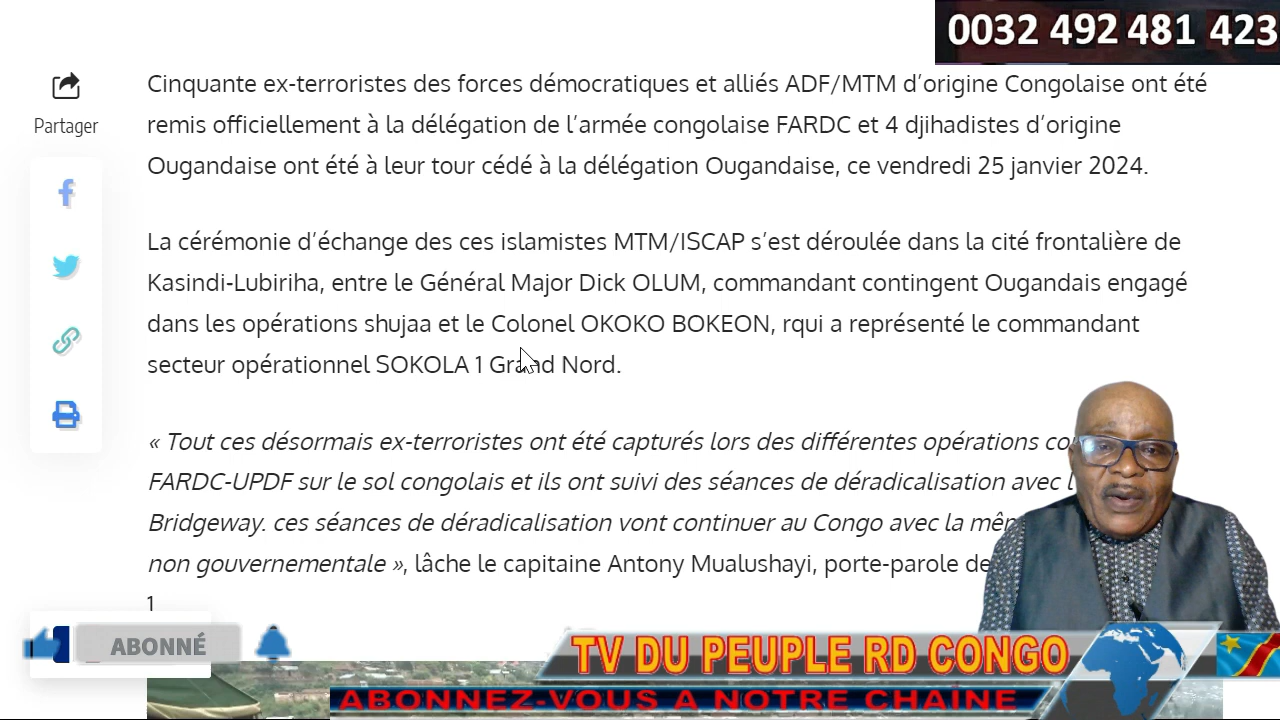 0032 492 481 423
Partager
Cinquante ex-terroristes des forces démocratiques et alliés ADF/MTM d’origine Congolaise ont été
remis officiellement à la délégation de l’armée congolaise FARDC et 4 djihadistes d’origine
Ougandaise ont été à leur tour cédé à la délégation Ougandaise, ce vendredi 25 janvier 2024.
La cérémonie d’échange des ces islamistes MTM/ISCAP s’est déroulée dans la cité frontalière de
Kasindi-Lubiriha, entre le Général Major Dick OLUM, commandant contingent Ougandais engagé
dans les opérations shujaa et le Colonel OKOKO BOKEON, rqui a représenté le commandant
secteur opérationnel SOKOLA 1 Grand Nord.
« Tout ces désormais ex-terroristes ont été capturés lors des différentes opérations
FARDC-UPDF sur le sol congolais et ils ont suivi des séances de déradicalisation avec
Bridgeway. ces séances de déradicalisation vont continuer au Congo avec la
non gouvernementale », lâche le capitaine Antony Mualushayi, porte-parole
1
ABONNÉ
TV DU PEUPLE RD CONGO
ABONNEZ-VOUS A NOTRE CHAINE